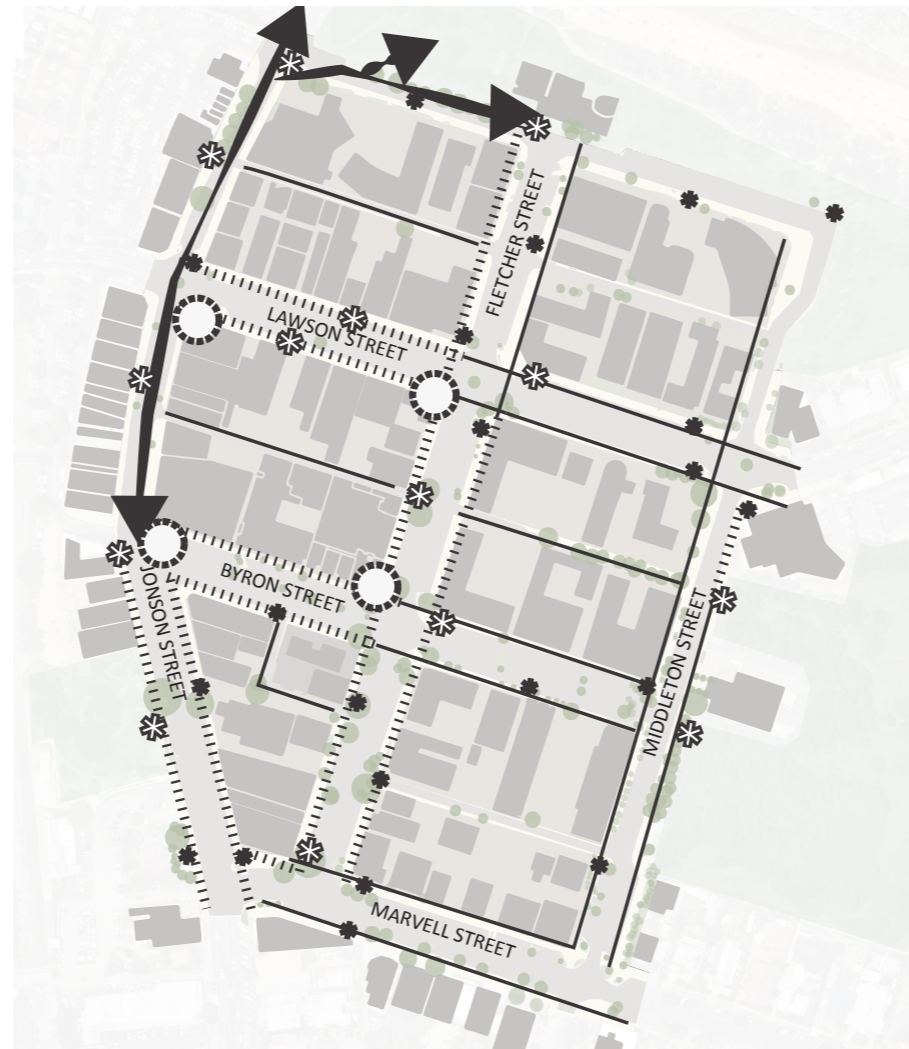 FLETCHER STREET
LAWSON STREET
BYRON STREET
JONSON STREET
MIDDLETON STREET
MARVELL STREET